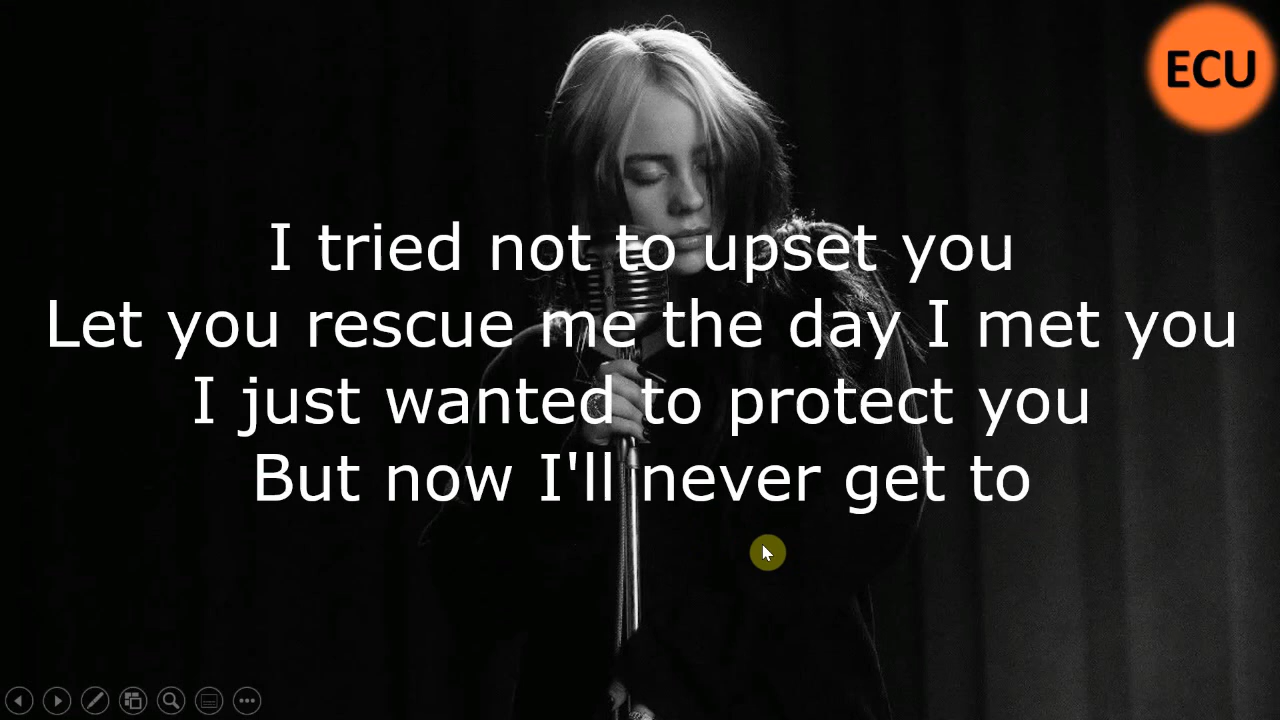 ECU
I tried not to upset you
Let you rescue me the day I met you
I just wanted to protect you
But now I'll never get to